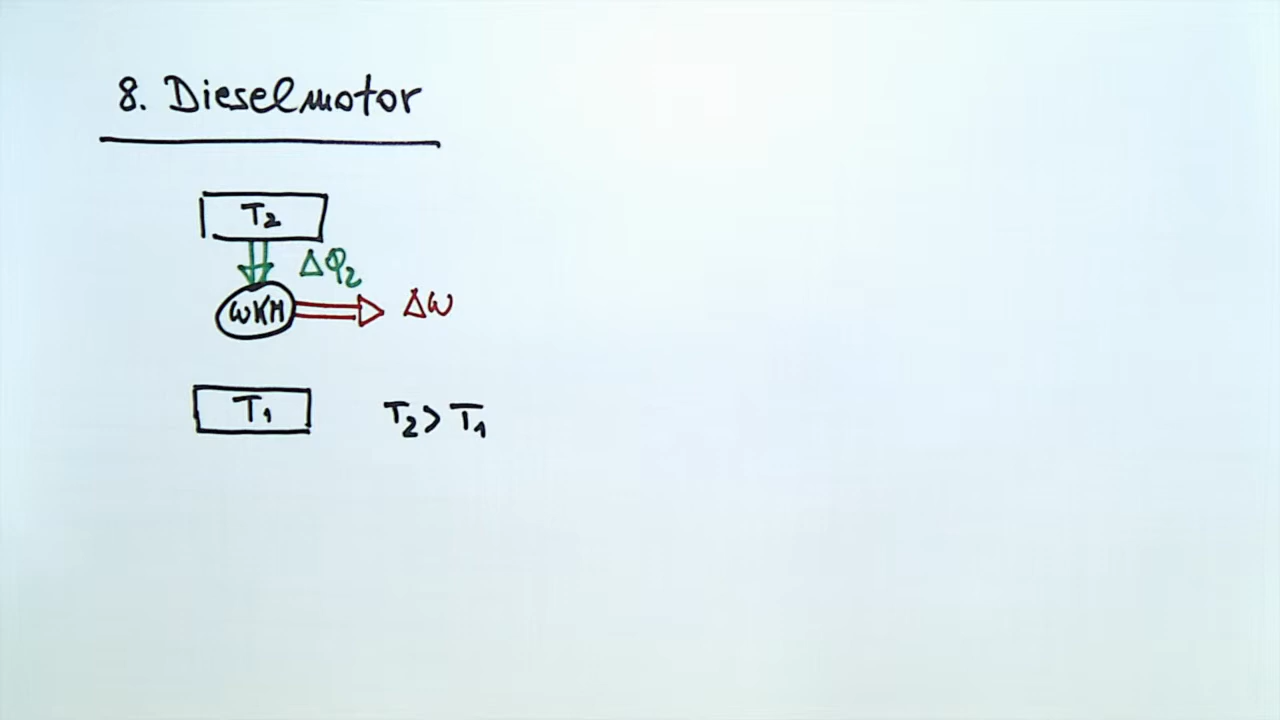 8. Dieselmotor
T2
ΔQ2
WKM
ΔW
T1
T2 > T1